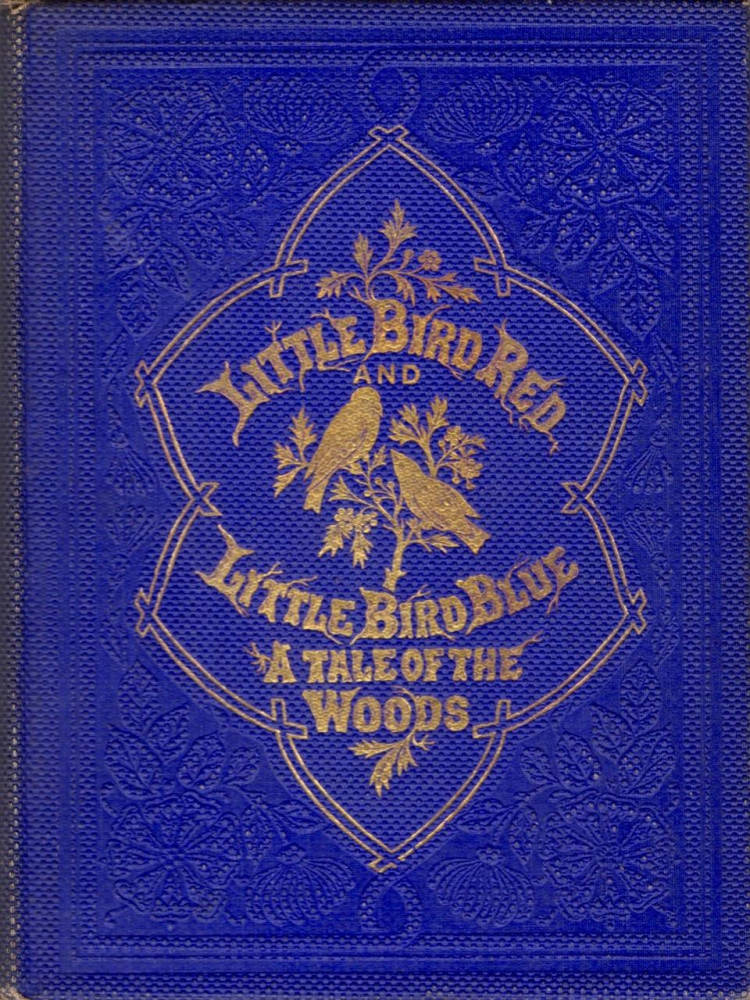 LITTLE BIRD RED
AND
LITTLE BIRD BLUE
A TALE OF THE
WOODS